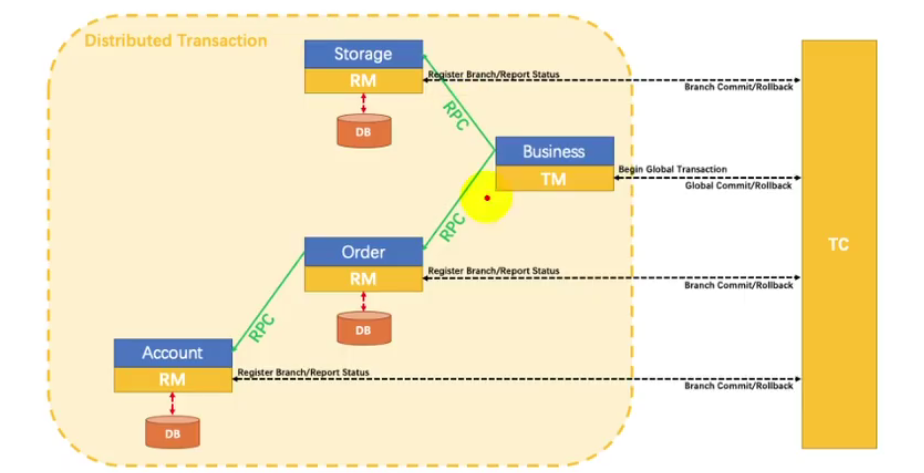 Distributed Transaction
Storage
RM
Register Branch/Report Status
Branch Commit/Rollback
DB
RPC
Business
TM
Begin Global Transaction
Global Commit/Rollback
RPC
Order
RM
Register Branch/Report Status
Branch Commit/Rollback
DB
TC
RPC
Account
RM
Register Branch/Report Status
Branch Commit/Rollback
DB